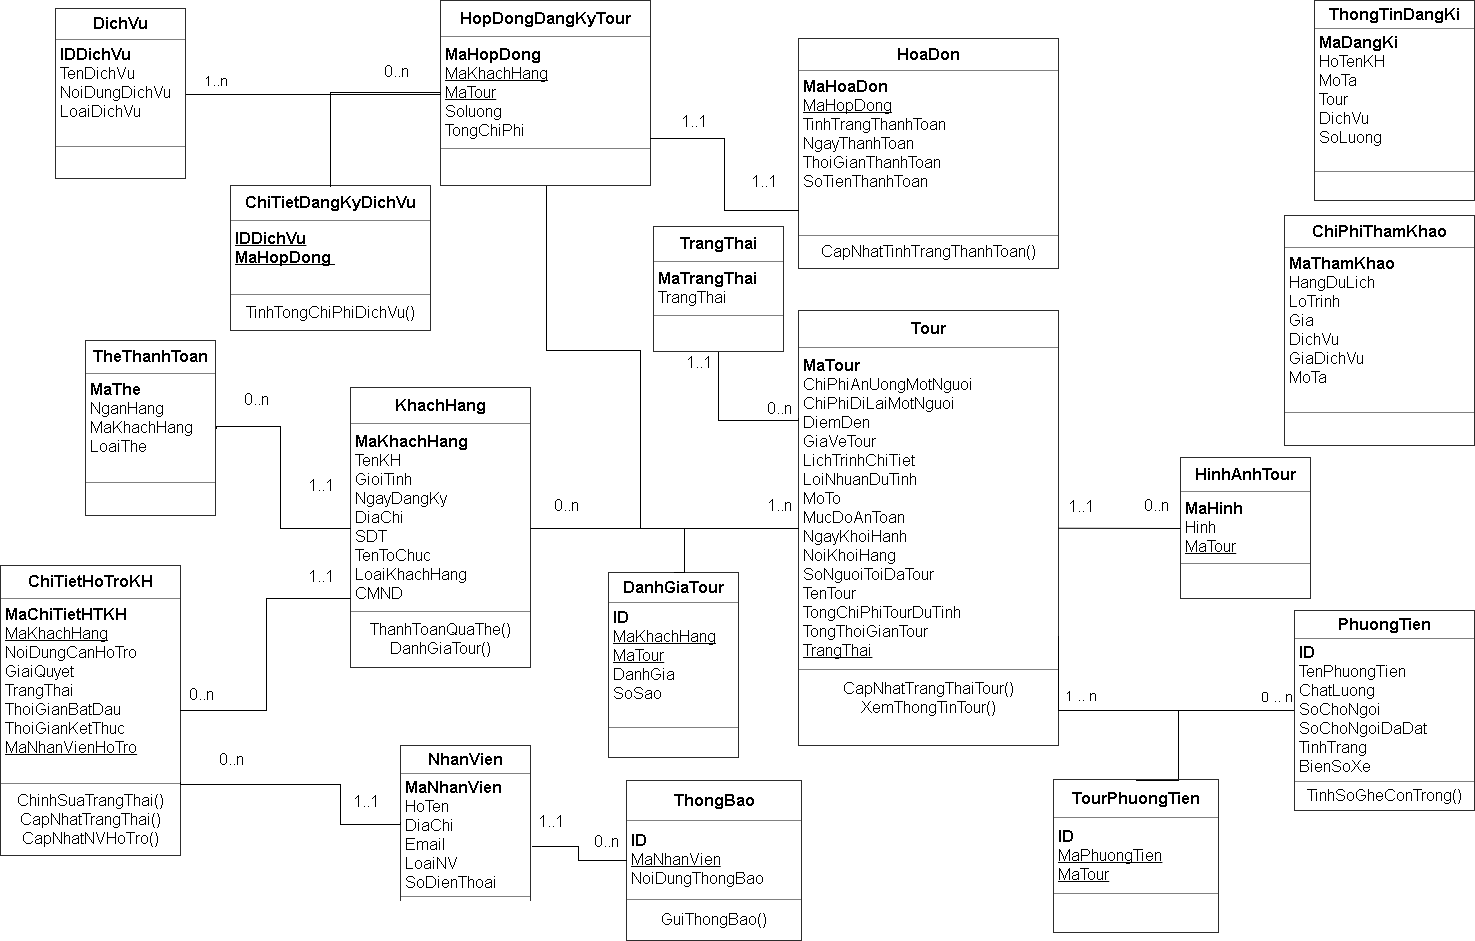 DichVu
IDDichVu
TenDichVu
NoiDungDichVu
LoaiDichVu
1..n
0..n
HopDongDangKyTour
MaHopDong
MaKhachHang
MaTour
Soluong
TongChiPhi
1..1
1..1
HoaDon
MaHoaDon
MaHopDong
TinhTrangThanhToan
NgayThanhToan
ThoiGianThanhToan
SoTienThanhToan
CapNhatTinhTrangThanhToan()
ThongTinDangKi
MaDangKi
HoTenKH
MoTa
Tour
DichVu
SoLuong
ChiTietDangKyDichVu
IDDichVu
MaHopDong
TinhTongChiPhiDichVu()
TrangThai
MaTrangThai
TrangThai
1..1
0..n
ChiPhiThamKhao
MaThamKhao
HangDuLich
LoTrinh
Gia
DichVu
GiaDichVu
MoTa
TheThanhToan
MaThe
NganHang
MaKhachHang
LoaiThe
0..n
1..1
KhachHang
MaKhachHang
TenKH
GioiTinh
NgayDangKy
DiaChi
SDT
TenToChuc
LoaiKhachHang
CMND
ThanhToanQuaThe()
DanhGiaTour()
0..n
1..n
Tour
MaTour
ChiPhiAnUongMotNguoi
ChiPhiDiLaiMotNguoi
DiemDen
GiaVeTour
LichTrinhChiTiet
LoiNhuanDuTinh
MoTo
MucDoAnToan
NgayKhoiHanh
NoiKhoiHang
SoNguoiToiDaTour
TenTour
TongChiPhiTourDuTinh
TongThoiGianTour
TrangThai
CapNhatTrangThaiTour()
XemThongTinTour()
1..1
0..n
HinhAnhTour
MaHinh
Hinh
MaTour
ChiTietHoTroKH
MaChiTietHTKH
MaKhachHang
NoiDungCanHoTro
GiaiQuyet
TrangThai
ThoiGianBatDau
ThoiGianKetThuc
MaNhanVienHoTro
ChinhSuaTrangThai()
CapNhatTrangThai()
CapNhatNVHoTro()
1..1
0..n
0..n
1..1
DanhGiaTour
ID
MaKhachHang
MaTour
DanhGia
SoSao
NhanVien
MaNhanVien
HoTen
DiaChi
Email
LoaiNV
SoDienThoai
1..1
0..n
ThongBao
ID
MaNhanVien
NoiDungThongBao
GuiThongBao()
1 .. n
0 .. n
PhuongTien
ID
TenPhuongTien
ChatLuong
SoChoNgoi
SoChoNgoiDaDat
TinhTrang
BienSoXe
TinhSoGheConTrong()
TourPhuongTien
ID
MaPhuongTien
MaTour